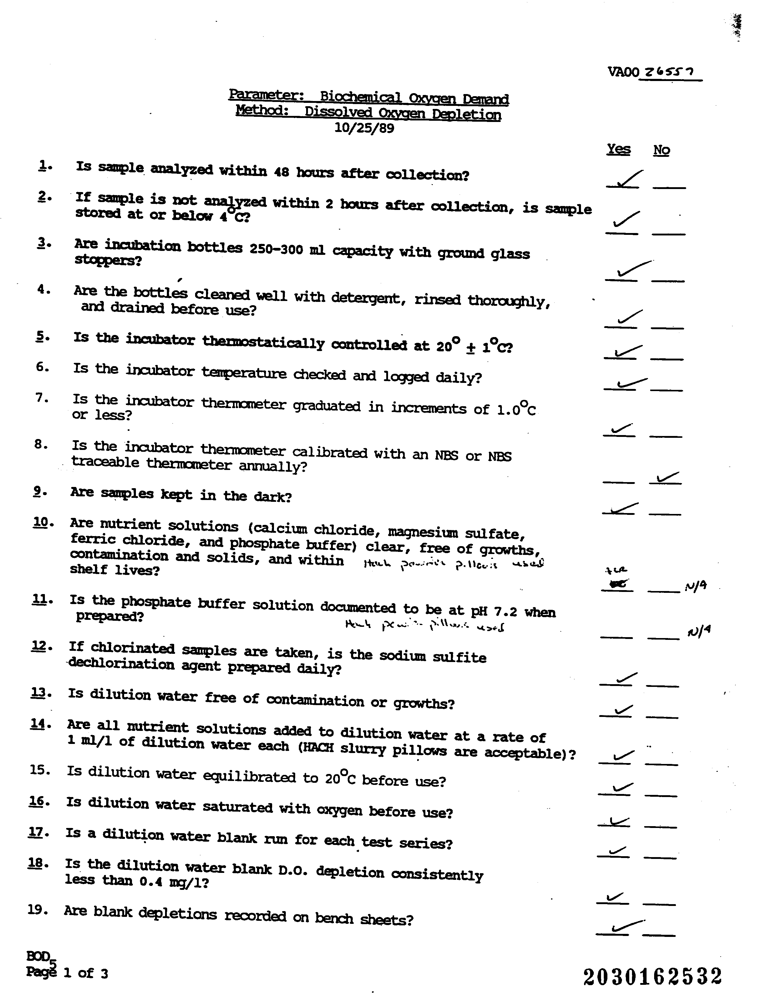 VA00 26557
Parameter: Biochemical Oxygen Demand
Method: Dissolved Oxygen Depletion
10/25/89
Yes No
1. Is sample analyzed within 48 hours after collection? ✓
2. If sample is not analyzed within 2 hours after collection, is sample
stored at or below 4°C? ✓
3. Are incubation bottles 250-300 ml capacity with ground glass
stoppers? ✓
4. Are the bottles cleaned well with detergent, rinsed thoroughly,
and drained before use? ✓
5. Is the incubator thermostatically controlled at 20° ± 1°C? ✓
6. Is the incubator temperature checked and logged daily? ✓
7. Is the incubator thermometer graduated in increments of 1.0°C
or less? ✓
8. Is the incubator thermometer calibrated with an NBS or NBS
traceable thermometer annually? ✓
9. Are samples kept in the dark? ✓
10. Are nutrient solutions (calcium chloride, magnesium sulfate,
ferric chloride, and phosphate buffer) clear, free of growths,
contamination and solids, and within Hach pillows used
shelf lives? N/A
11. Is the phosphate buffer solution documented to be at pH 7.2 when
prepared? Hach pillows used N/A
12. If chlorinated samples are taken, is the sodium sulfite
dechlorination agent prepared daily? ✓
13. Is dilution water free of contamination or growths? ✓
14. Are all nutrient solutions added to dilution water at a rate of
1 ml/l of dilution water each (HACH slurry pillows are acceptable)? ✓
15. Is dilution water equilibrated to 20°C before use? ✓
16. Is dilution water saturated with oxygen before use? ✓
17. Is a dilution water blank run for each test series? ✓
18. Is the dilution water blank D.O. depletion consistently
less than 0.4 mg/l? ✓
19. Are blank depletions recorded on bench sheets? ✓
BOD5
Page 1 of 3
2030162532